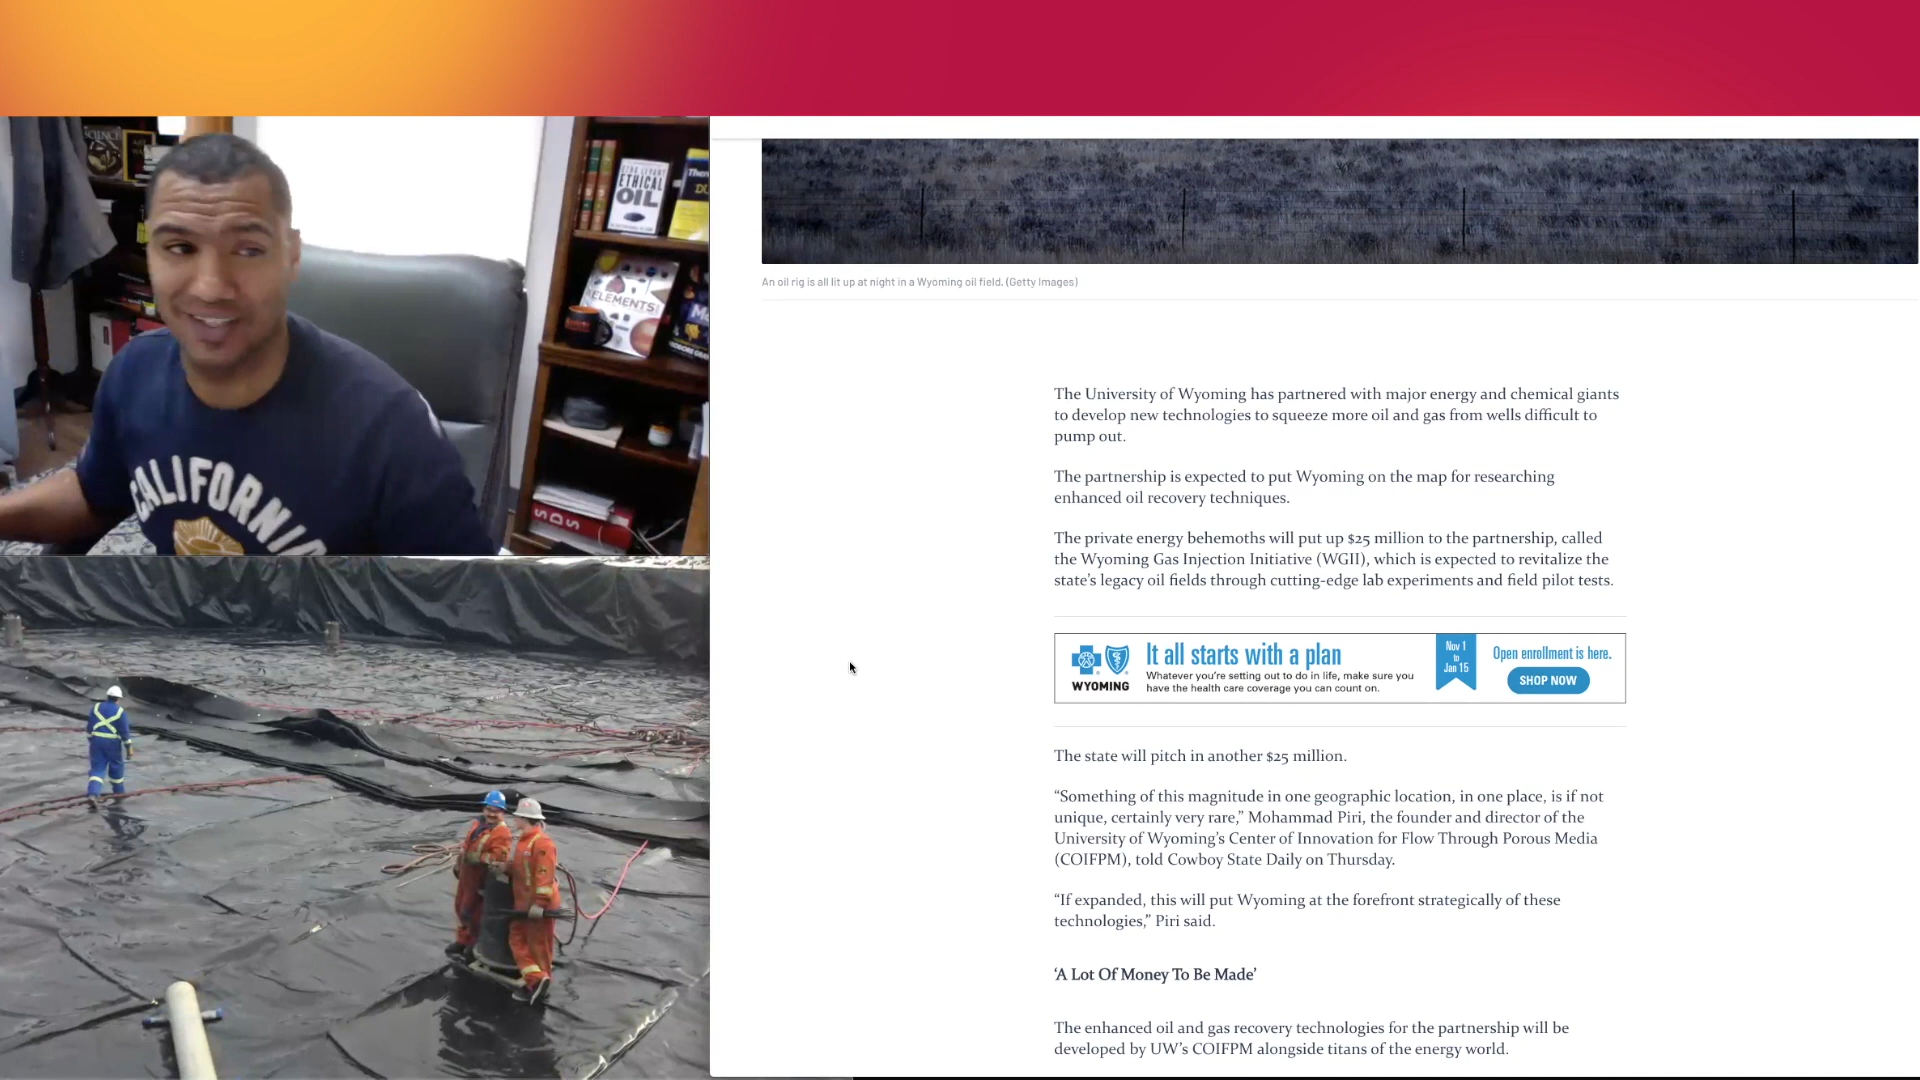 SCIENCE
ETHICAL
OIL
ELEMENTS
CALIFORNI
SDS
An oil rig is all lit up at night in a Wyoming oil field. (Getty Images)
The University of Wyoming has partnered with major energy and chemical giants
to develop new technologies to squeeze more oil and gas from wells difficult to
pump out.
The partnership is expected to put Wyoming on the map for researching
enhanced oil recovery techniques.
The private energy behemoths will put up $25 million to the partnership, called
the Wyoming Gas Injection Initiative (WGII), which is expected to revitalize the
state’s legacy oil fields through cutting-edge lab experiments and field pilot tests.
WYOMING
It all starts with a plan
Whatever you’re setting out to do in life, make sure you
have the health care coverage you can count on.
Nov 1
to
Jan 15
Open enrollment is here.
SHOP NOW
The state will pitch in another $25 million.
“Something of this magnitude in one geographic location, in one place, is if not
unique, certainly very rare,” Mohammad Piri, the founder and director of the
University of Wyoming’s Center of Innovation for Flow Through Porous Media
(COIFPM), told Cowboy State Daily on Thursday.
“If expanded, this will put Wyoming at the forefront strategically of these
technologies,” Piri said.
‘A Lot Of Money To Be Made’
The enhanced oil and gas recovery technologies for the partnership will be
developed by UW’s COIFPM alongside titans of the energy world.